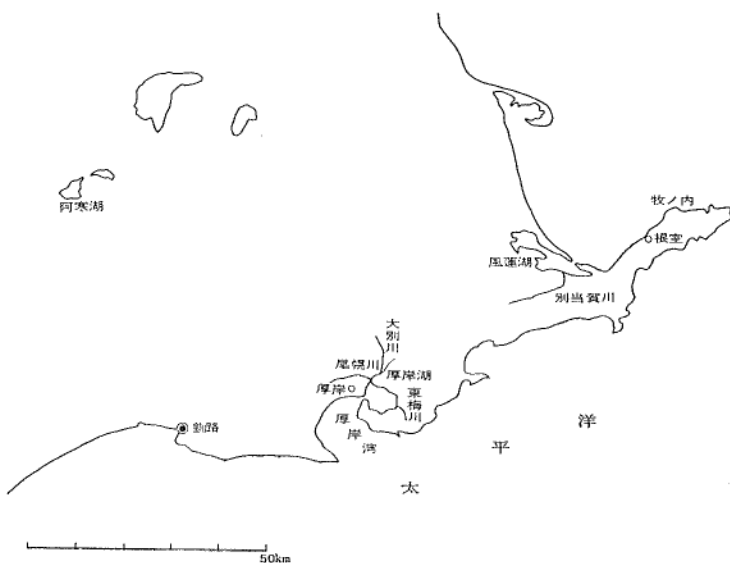 牧ノ内
根室
阿寒湖
風蓮湖
別当賀川
大別川
尾幌川
厚岸湖
厚岸
東梅川
釧路
厚岸湾
太平洋
50km